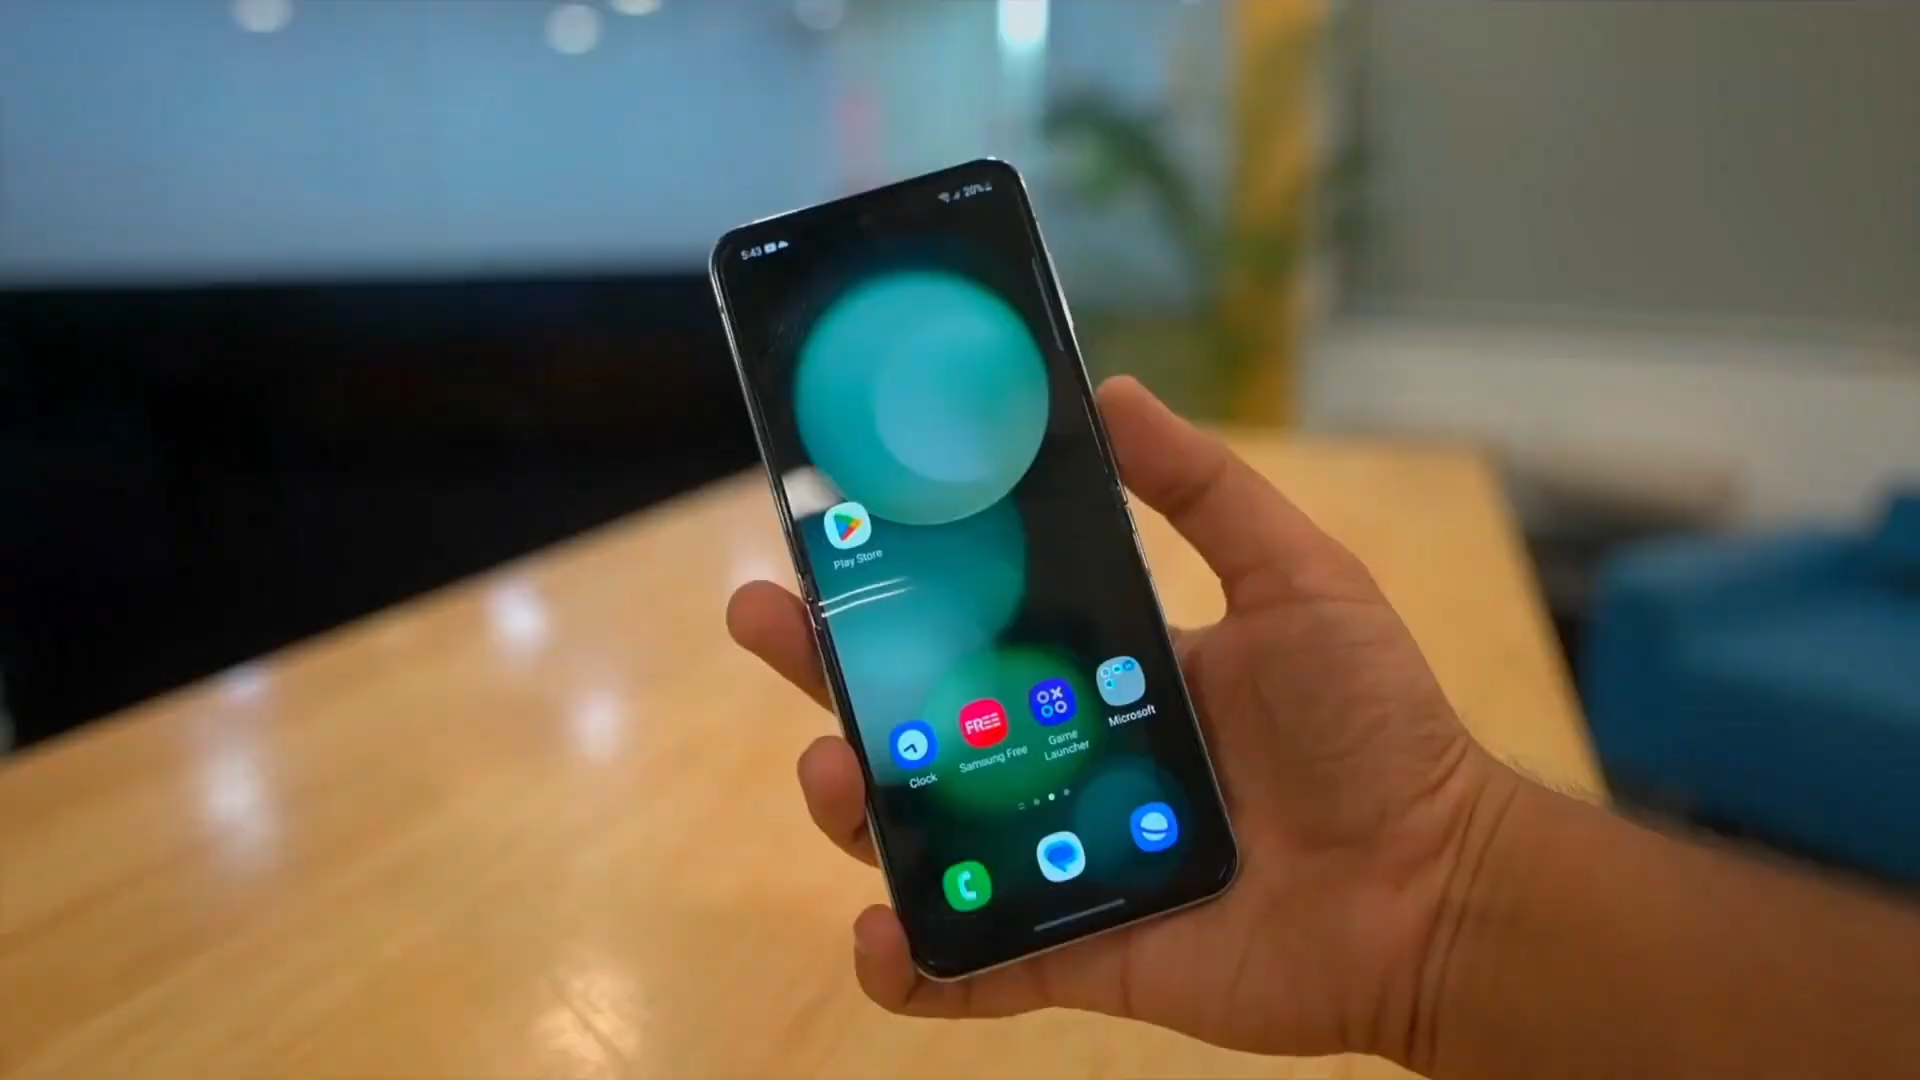 5:43
20%
Play Store
FREE
Clock
Samsung Free
Game
Launcher
Microsoft